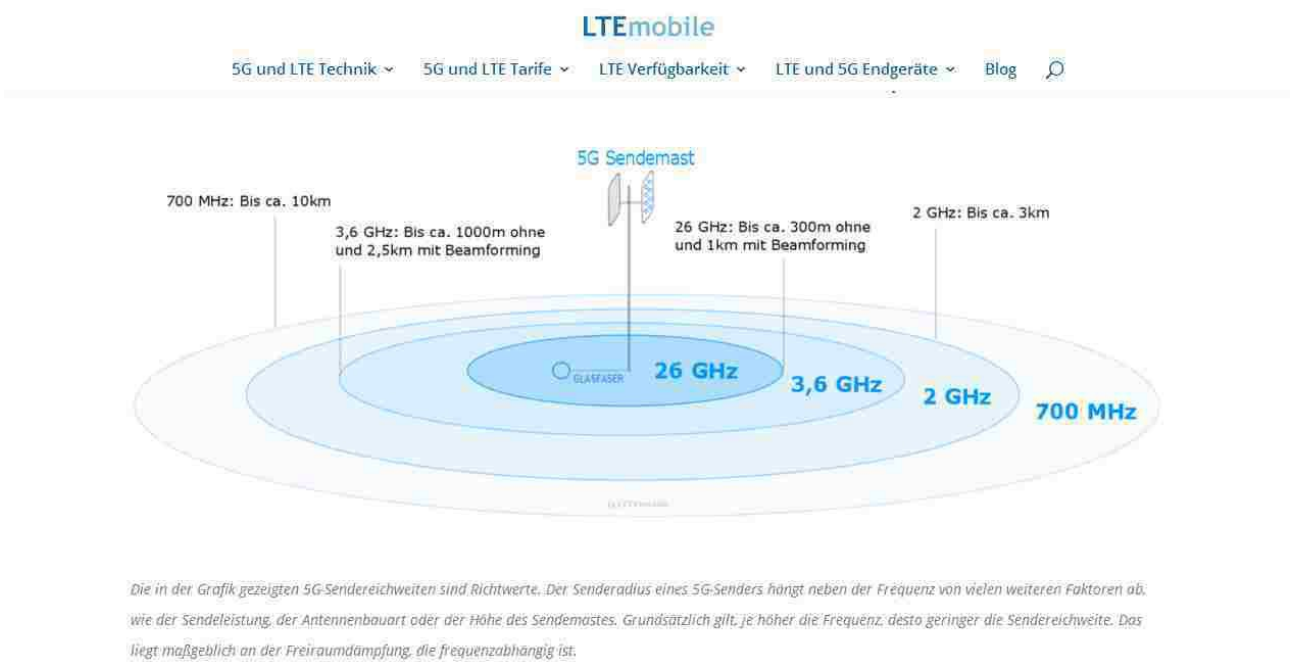 LTEmobile
5G und LTE Technik
5G und LTE Tarife
LTE Verfügbarkeit
LTE und 5G Endgeräte
Blog
5G Sendemast
700 MHz: Bis ca. 10km
3,6 GHz: Bis ca. 1000m ohne
und 2,5km mit Beamforming
26 GHz: Bis ca. 300m ohne
und 1km mit Beamforming
2 GHz: Bis ca. 3km
GLASFASER
26 GHz
3,6 GHz
2 GHz
700 MHz
Die in der Grafik gezeigten 5G-Sendereichweiten sind Richtwerte. Der Senderadius eines 5G-Senders hängt neben der Frequenz von vielen weiteren Faktoren ab,
wie der Sendeleistung, der Antennenbauart oder der Höhe des Sendemastes. Grundsätzlich gilt, je höher die Frequenz, desto geringer die Sendereichweite. Das
liegt maßgeblich an der Freiraumdämpfung, die frequenzabhängig ist.